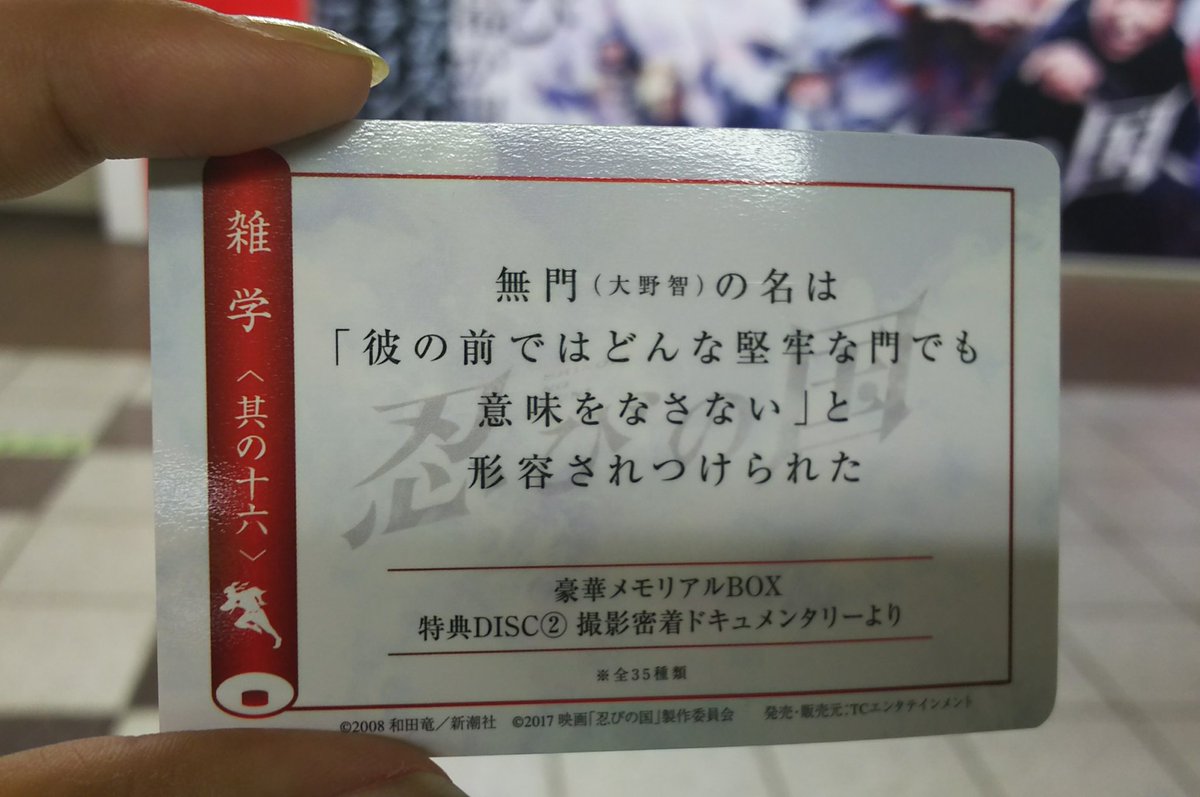 雑学〈其の十六〉
無門(大野智)の名は
「彼の前ではどんな堅牢な門でも
意味をなさない」と
形容されつけられた
忍びの国
豪華メモリアルBOX
特典DISC② 撮影密着ドキュメンタリーより
※全35種類
©2008 和田竜／新潮社 ©2017 映画「忍びの国」製作委員会 発売・販売元:TCエンタテインメント
国